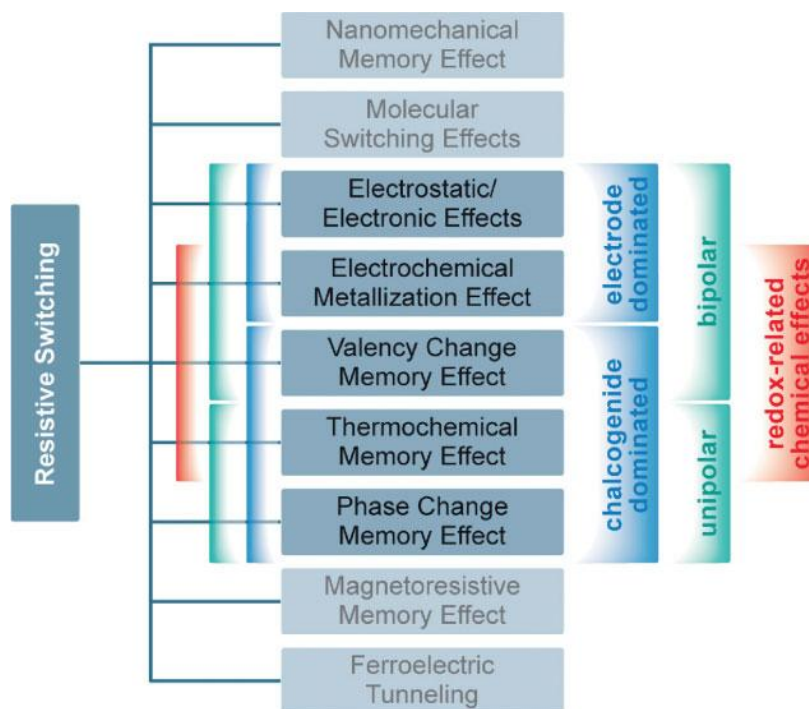 Resistive Switching
Nanomechanical
Memory Effect
Molecular
Switching Effects
Electrostatic/
Electronic Effects
Electrochemical
Metallization Effect
Valency Change
Memory Effect
Thermochemical
Memory Effect
Phase Change
Memory Effect
Magnetoresistive
Memory Effect
Ferroelectric
Tunneling
electrode
dominated
chalcogenide
dominated
bipolar
unipolar
redox-related
chemical effects